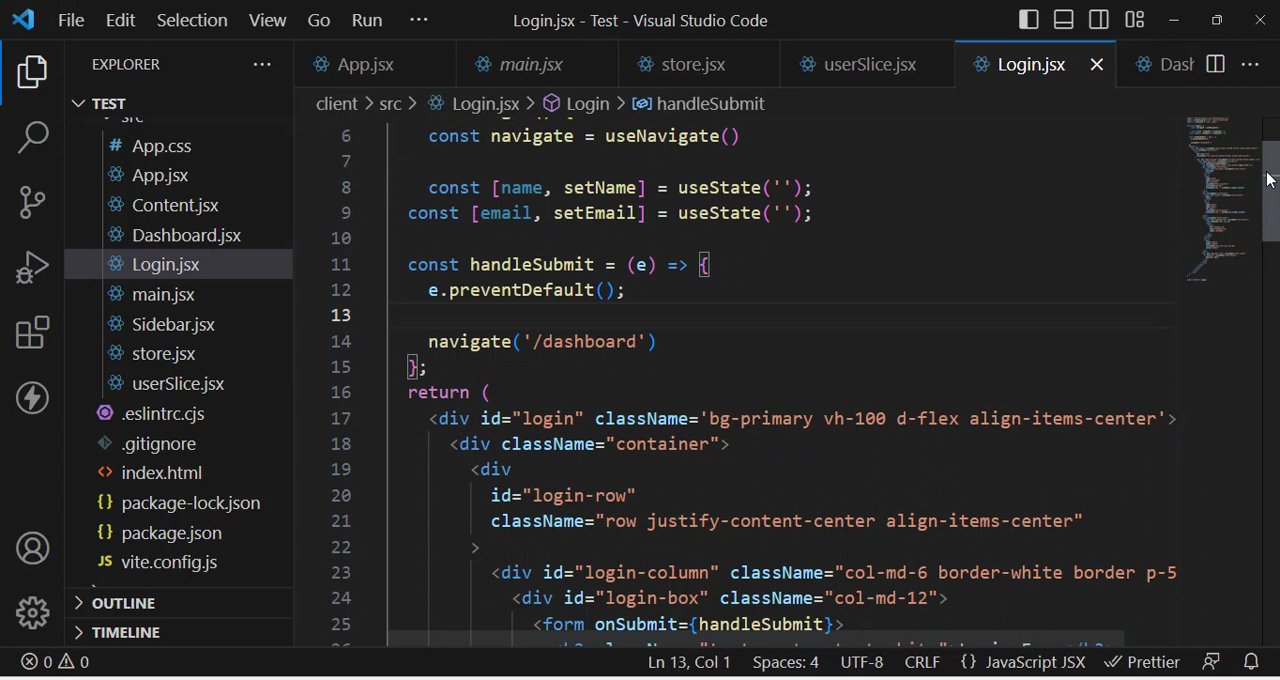 File Edit Selection View Go Run ··· Login.jsx - Test - Visual Studio Code
EXPLORER ···
App.jsx main.jsx store.jsx userSlice.jsx Login.jsx Dash ···
client > src > Login.jsx > Login > handleSubmit
TEST
src
App.css
App.jsx
Content.jsx
Dashboard.jsx
Login.jsx
main.jsx
Sidebar.jsx
store.jsx
userSlice.jsx
.eslintrc.cjs
.gitignore
index.html
package-lock.json
package.json
vite.config.js
OUTLINE
TIMELINE
6 const navigate = useNavigate()
7
8 const [name, setName] = useState('');
9 const [email, setEmail] = useState('');
10
11 const handleSubmit = (e) => {
12 e.preventDefault();
13
14 navigate('/dashboard')
15 };
16 return (
17 <div id="login" className='bg-primary vh-100 d-flex align-items-center'>
18 <div className="container">
19 <div
20 id="login-row"
21 className="row justify-content-center align-items-center"
22 >
23 <div id="login-column" className="col-md-6 border-white border p-5
24 <div id="login-box" className="col-md-12">
25 <form onSubmit={handleSubmit}>
0 0 Ln 13, Col 1 Spaces: 4 UTF-8 CRLF {} JavaScript JSX Prettier